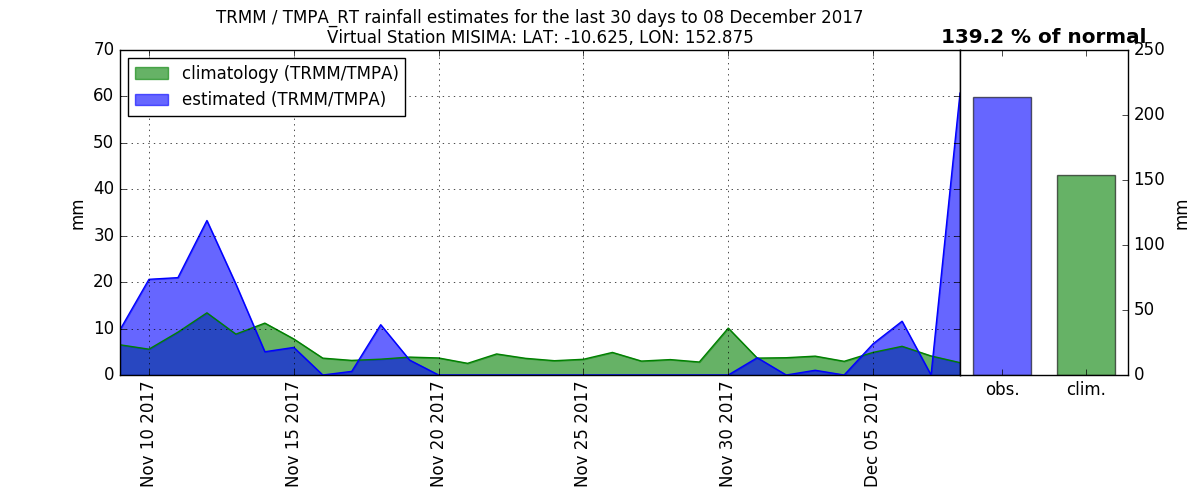 TRMM / TMPA_RT rainfall estimates for the last 30 days to 08 December 2017
Virtual Station MISIMA: LAT: -10.625, LON: 152.875
139.2 % of normal
climatology (TRMM/TMPA)
estimated (TRMM/TMPA)
70
60
50
40
30
20
10
0
mm
Nov 10 2017
Nov 15 2017
Nov 20 2017
Nov 25 2017
Nov 30 2017
Dec 05 2017
obs.
clim.
250
200
150
100
50
0
mm